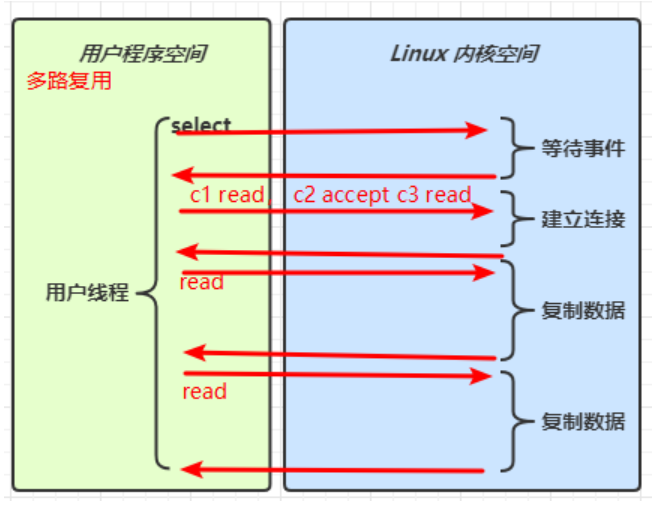 用户程序空间
Linux 内核空间
多路复用
select
等待事件
c1 read, c2 accept c3 read
建立连接
read
用户线程
复制数据
read
复制数据